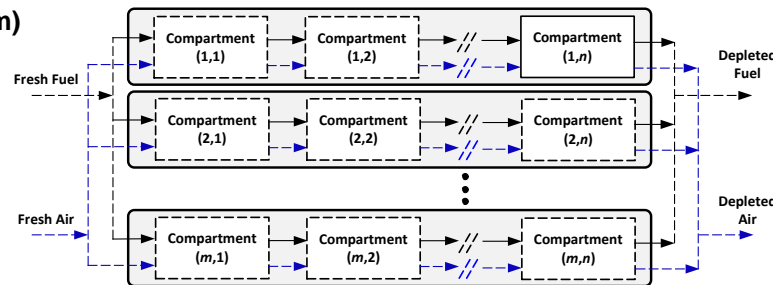 m)
Compartment
(1,1)
Compartment
(1,2)
Compartment
(1,n)
Fresh Fuel
Depleted
Fuel
Compartment
(2,1)
Compartment
(2,2)
Compartment
(2,n)
Fresh Air
Depleted
Air
Compartment
(m,1)
Compartment
(m,2)
Compartment
(m,n)